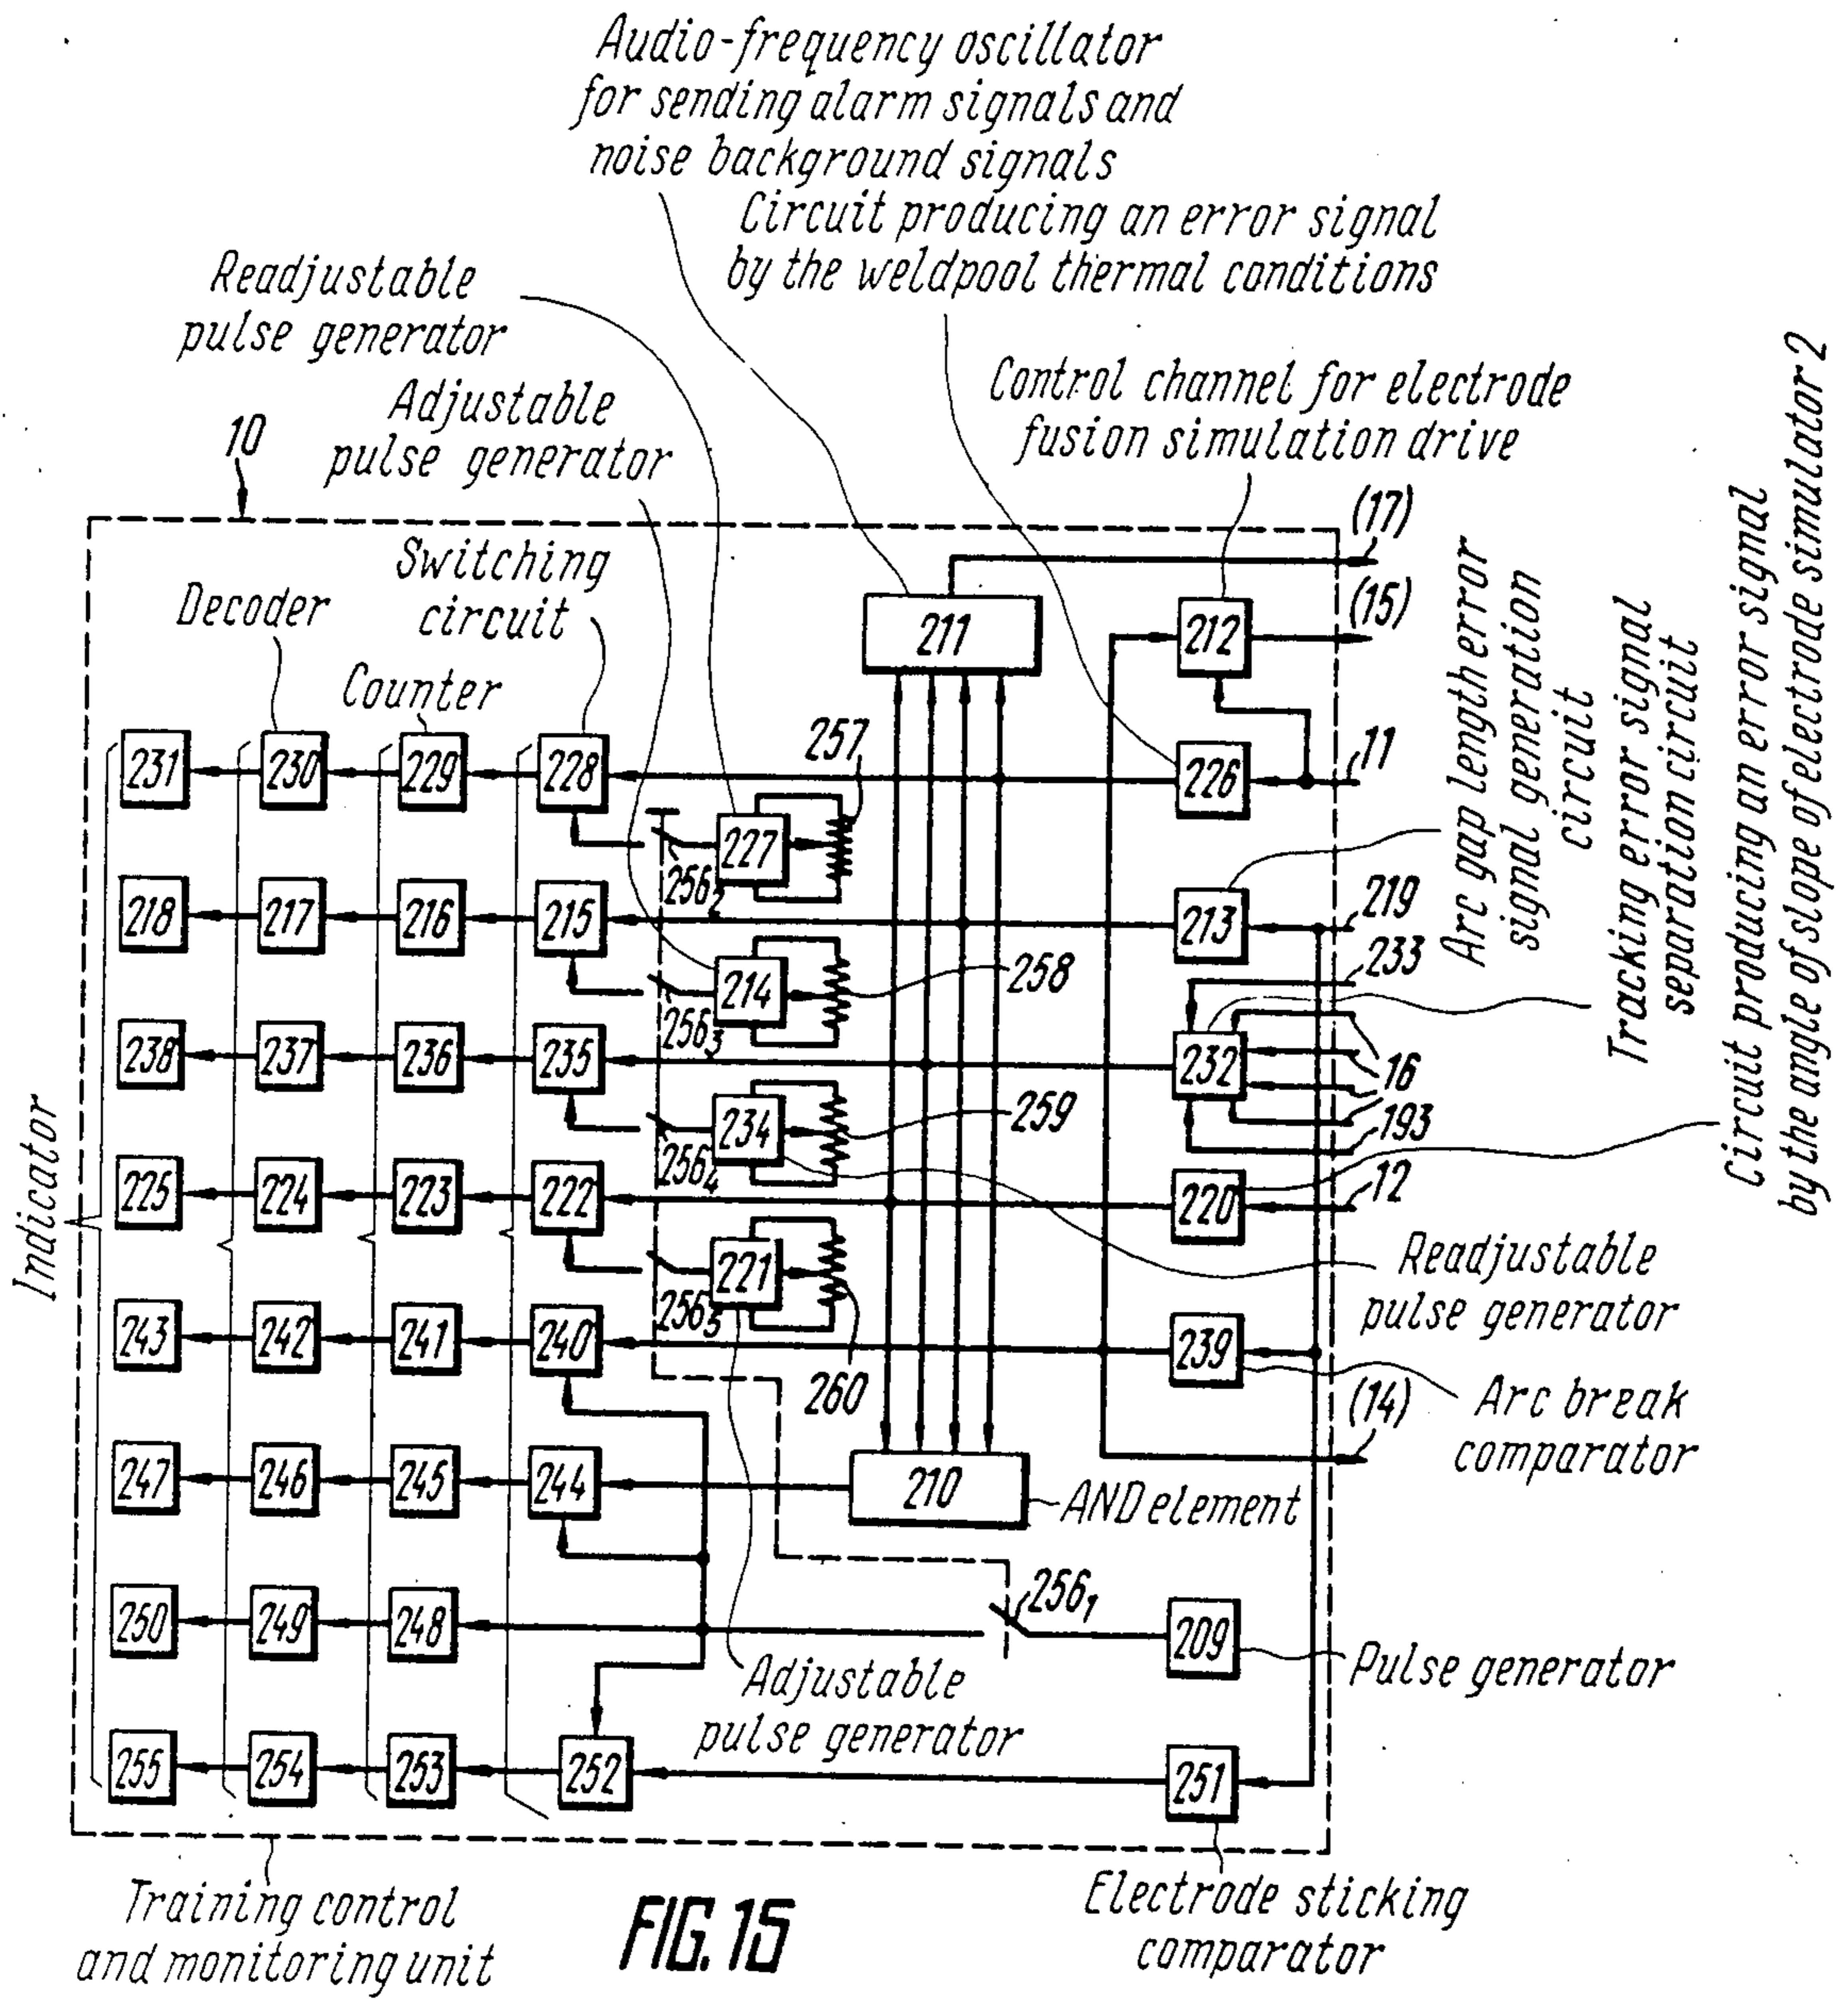 Audio-frequency oscillator
for sending alarm signals and
noise background signals
Circuit producing an error signal
by the weldpool thermal conditions
Readjustable
pulse generator
Adjustable
pulse generator
Control channel for electrode
fusion simulation drive
10
Switching
circuit
Decoder
Counter
(17)
(15)
211
212
11
231
230
229
228
226
257
227
256₂
218
217
216
215
213
219
233
214
258
256₃
238
237
236
235
232
16
234
259
193
256₄
225
224
223
222
220
12
221
256₅
260
243
242
241
240
239
(14)
247
246
245
244
210
AND element
256₁
250
249
248
209
Pulse generator
255
254
253
252
251
Adjustable
pulse generator
Readjustable
pulse generator
Arc break
comparator
Electrode sticking
comparator
Indicator
Arc gap length error
signal generation
circuit
Tracking error signal
separation circuit
Circuit producing an error signal
by the angle of slope of electrode simulator 2
Training control
and monitoring unit
FIG. 15